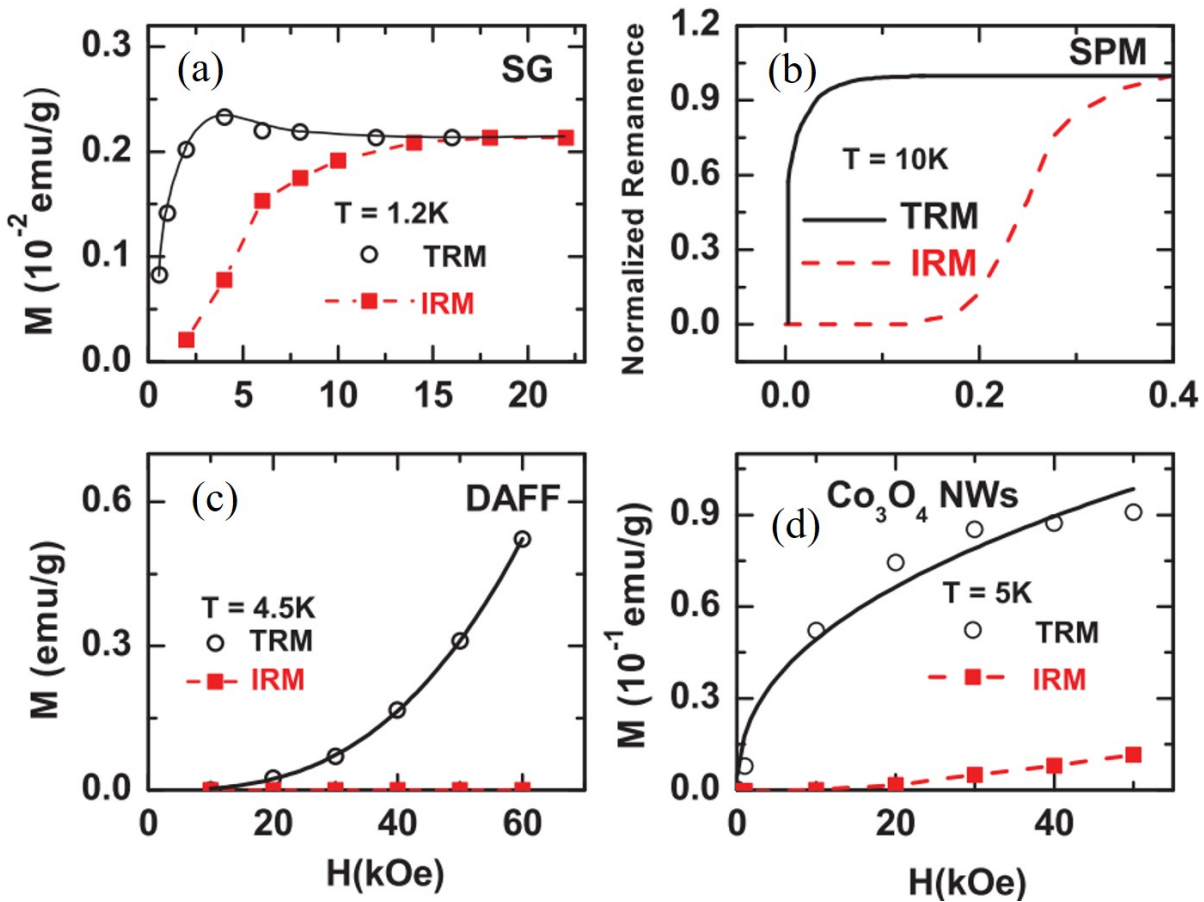 (a)
SG
M (10⁻² emu/g)
0.3
0.2
0.1
0.0
T = 1.2K
TRM
IRM
0 5 10 15 20
(b)
SPM
Normalized Remanence
1.2
0.9
0.6
0.3
0.0
T = 10K
TRM
IRM
0.0 0.2 0.4
(c)
DAFF
M (emu/g)
0.6
0.3
0.0
T = 4.5K
TRM
IRM
0 20 40 60
H(kOe)
(d)
Co₃O₄ NWs
M (10⁻¹ emu/g)
0.9
0.6
0.3
0.0
T = 5K
TRM
IRM
0 20 40
H(kOe)